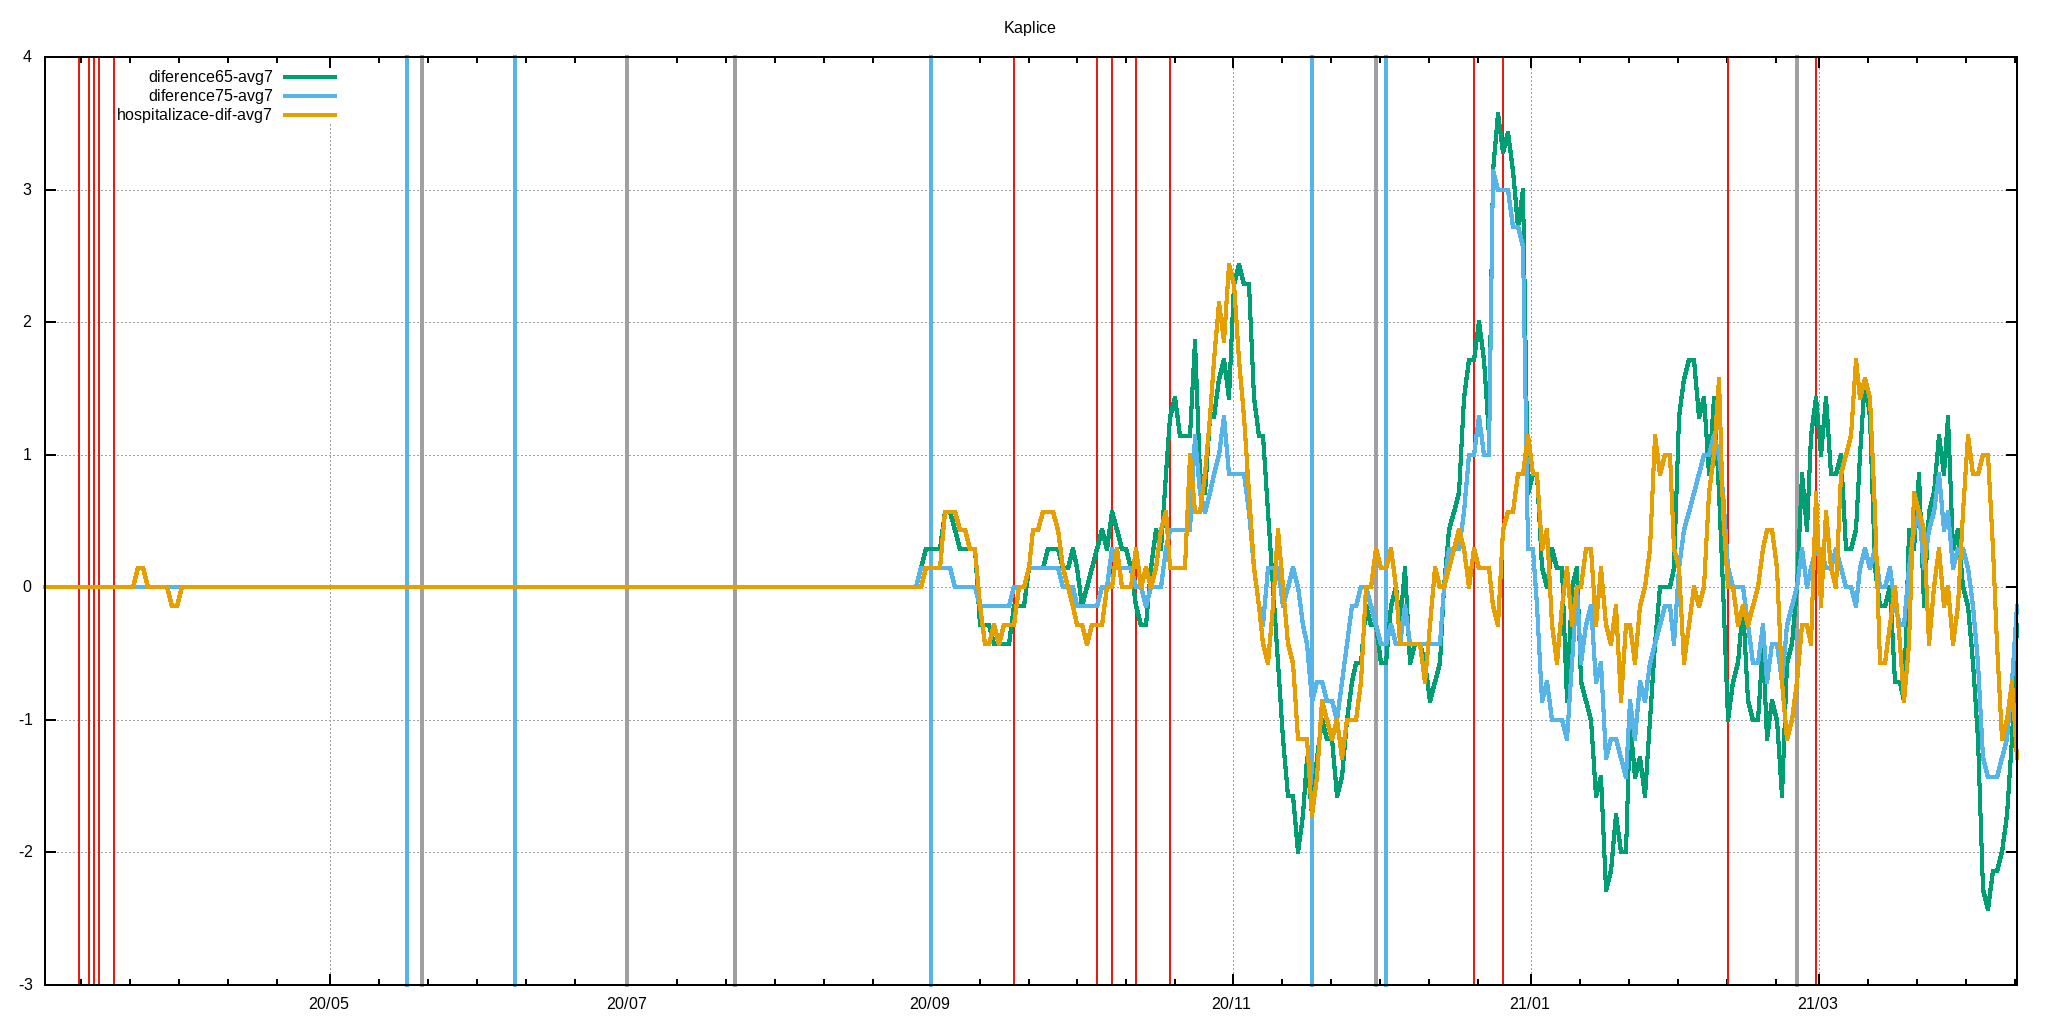 Kaplice
4
diference65-avg7
diference75-avg7
hospitalizace-dif-avg7
3
2
1
0
-1
-2
-3
20/05 20/07 20/09 20/11 21/01 21/03